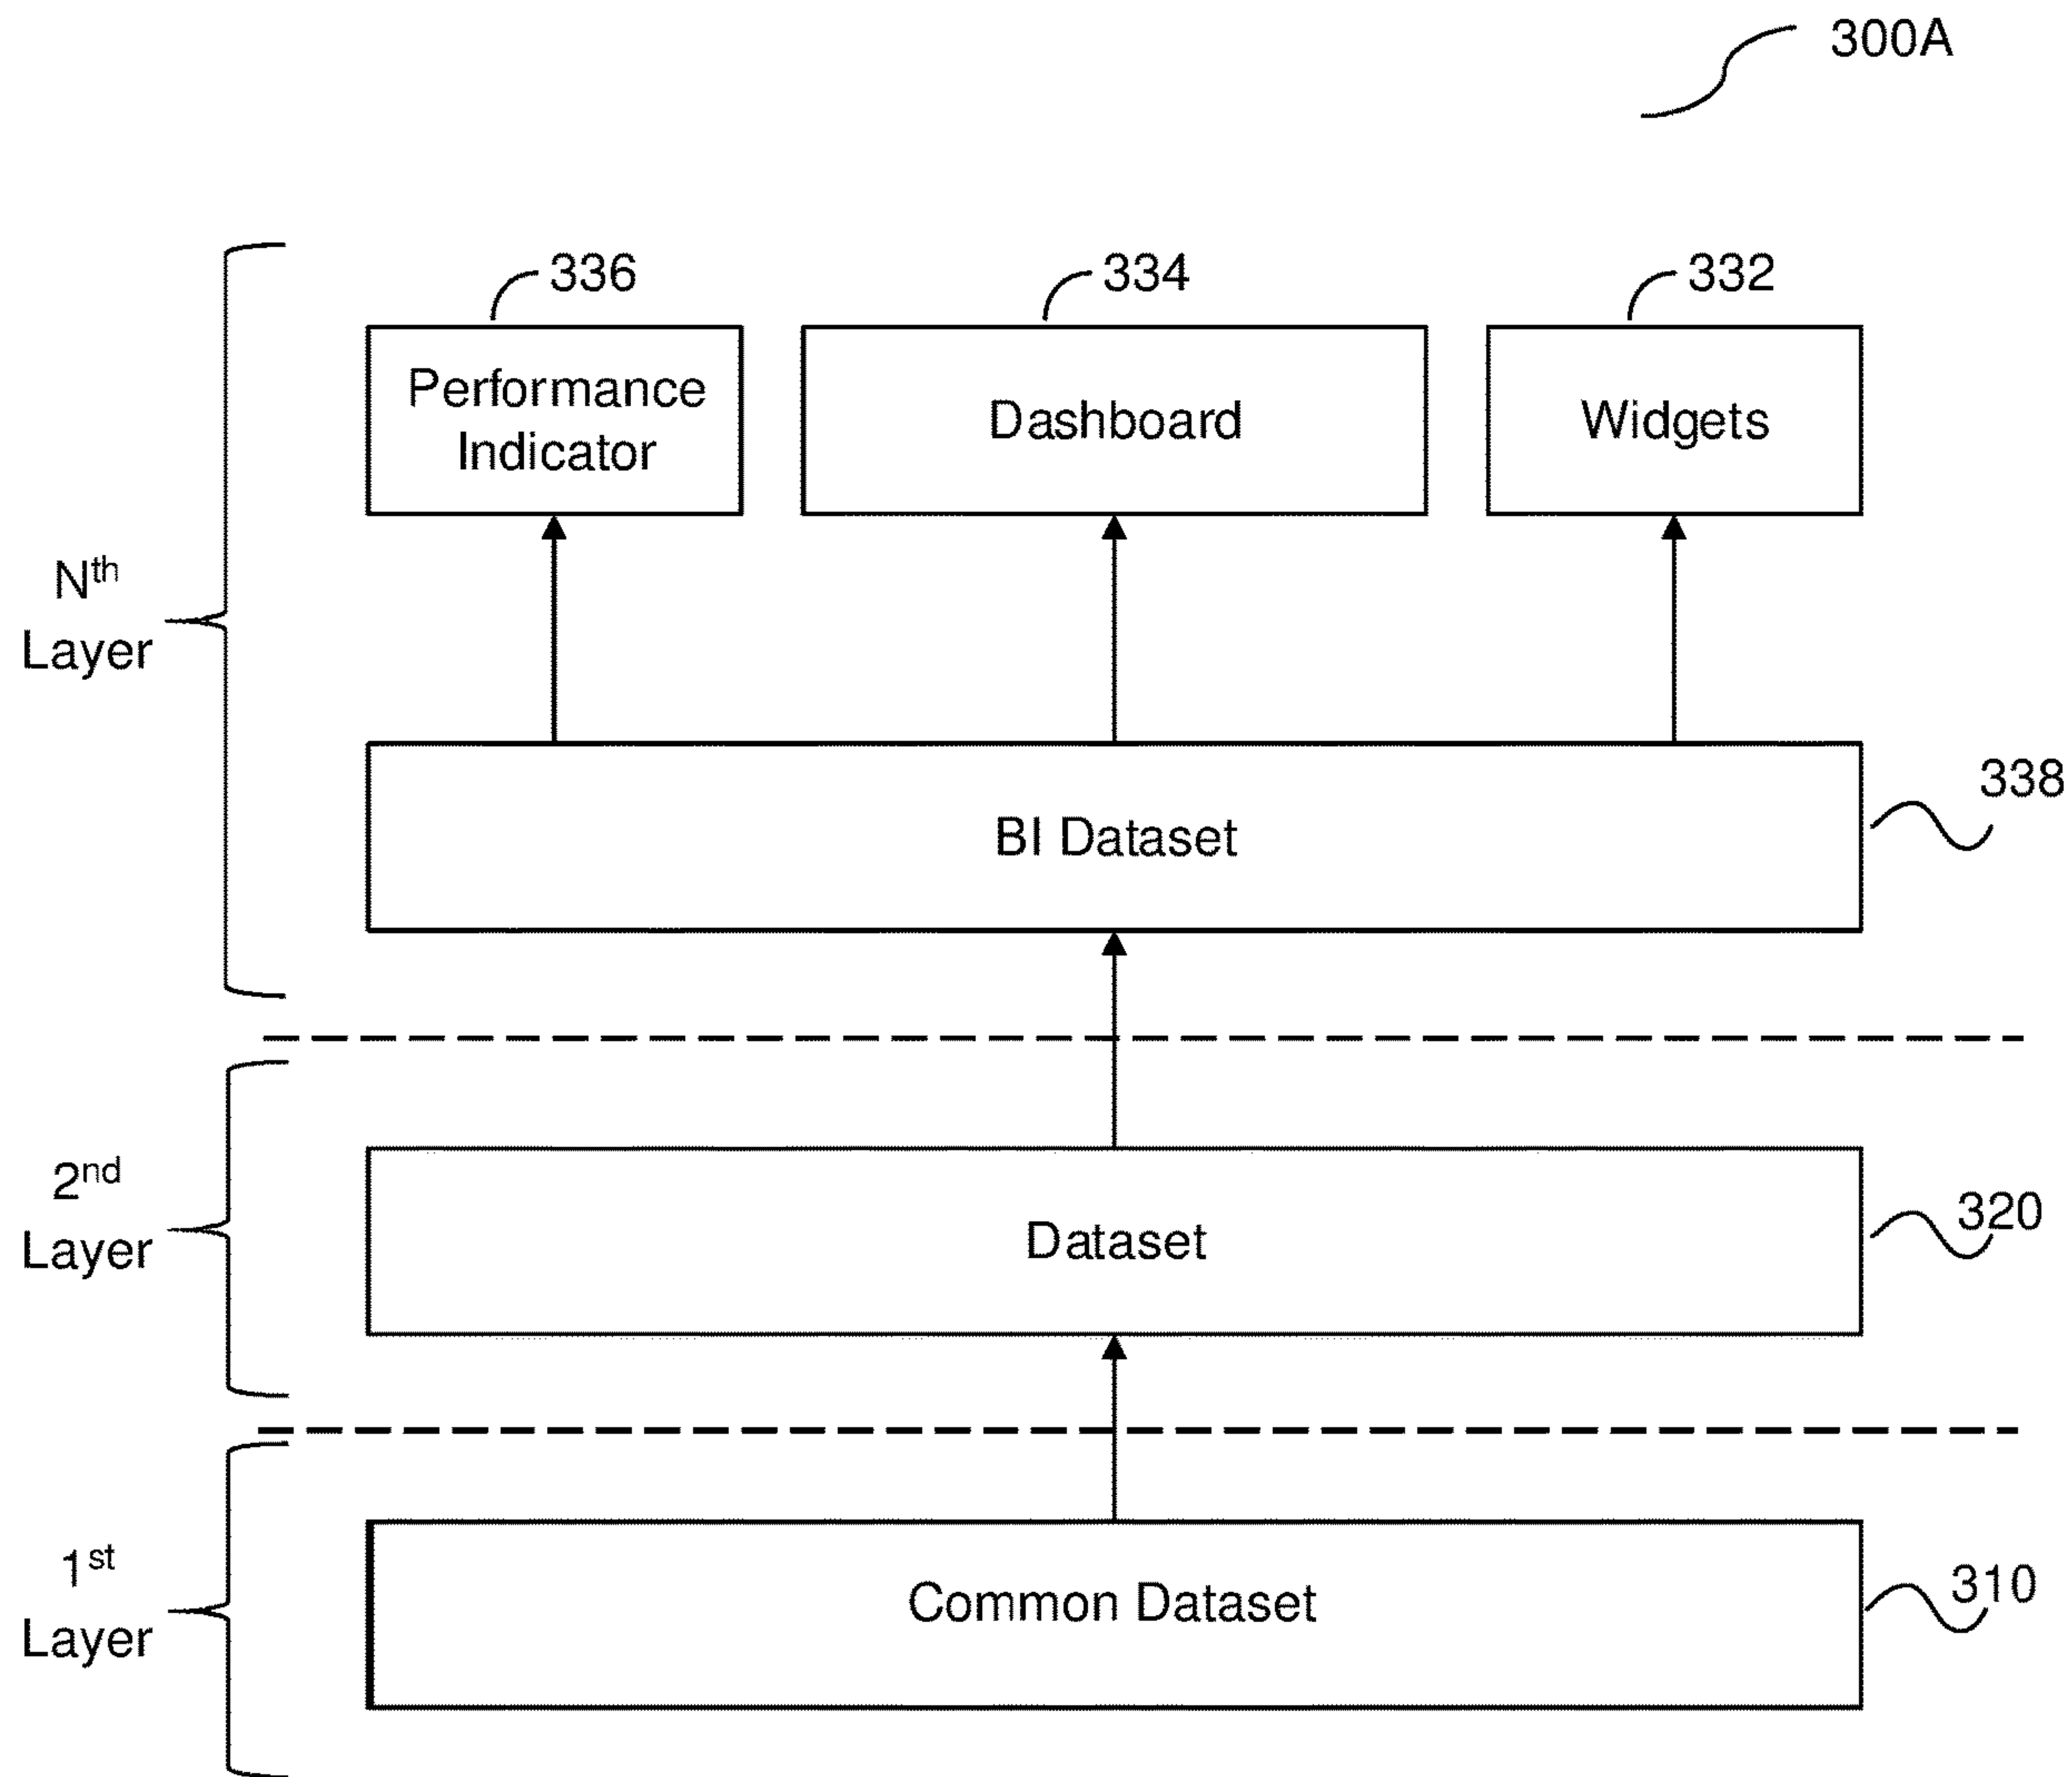 300A
336
334
332
Performance
Indicator
Dashboard
Widgets
Nth
Layer
338
BI Dataset
2nd
Layer
320
Dataset
1st
Layer
310
Common Dataset